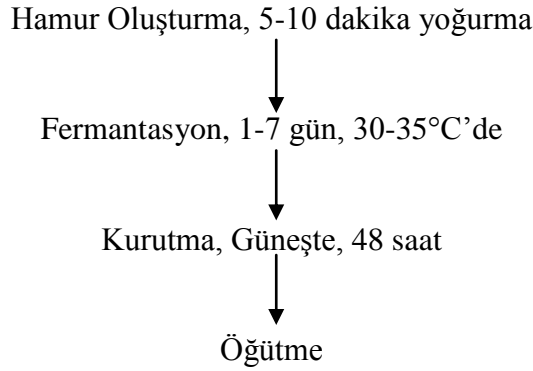 Hamur Oluşturma, 5-10 dakika yoğurma
Fermantasyon, 1-7 gün, 30-35°C’de
Kurutma, Güneşte, 48 saat
Öğütme